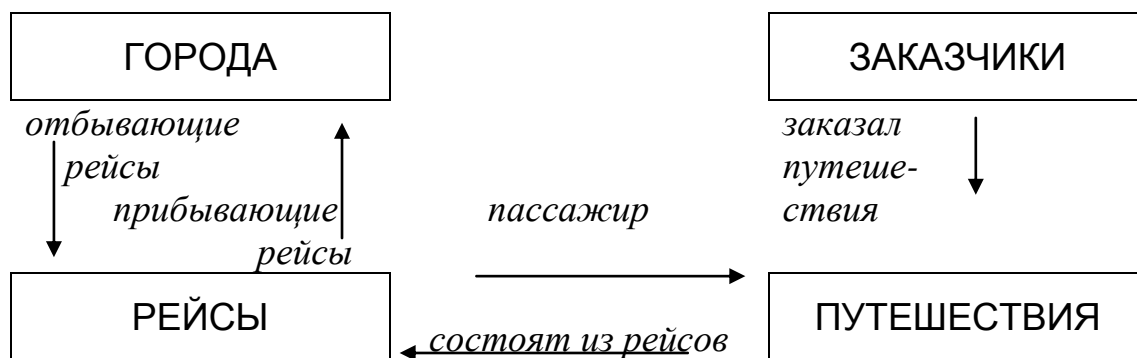 ГОРОДА
ЗАКАЗЧИКИ
отбывающие
рейсы
прибывающие
рейсы
пассажир
заказал
путеше-
ствия
РЕЙСЫ
состоят из рейсов
ПУТЕШЕСТВИЯ